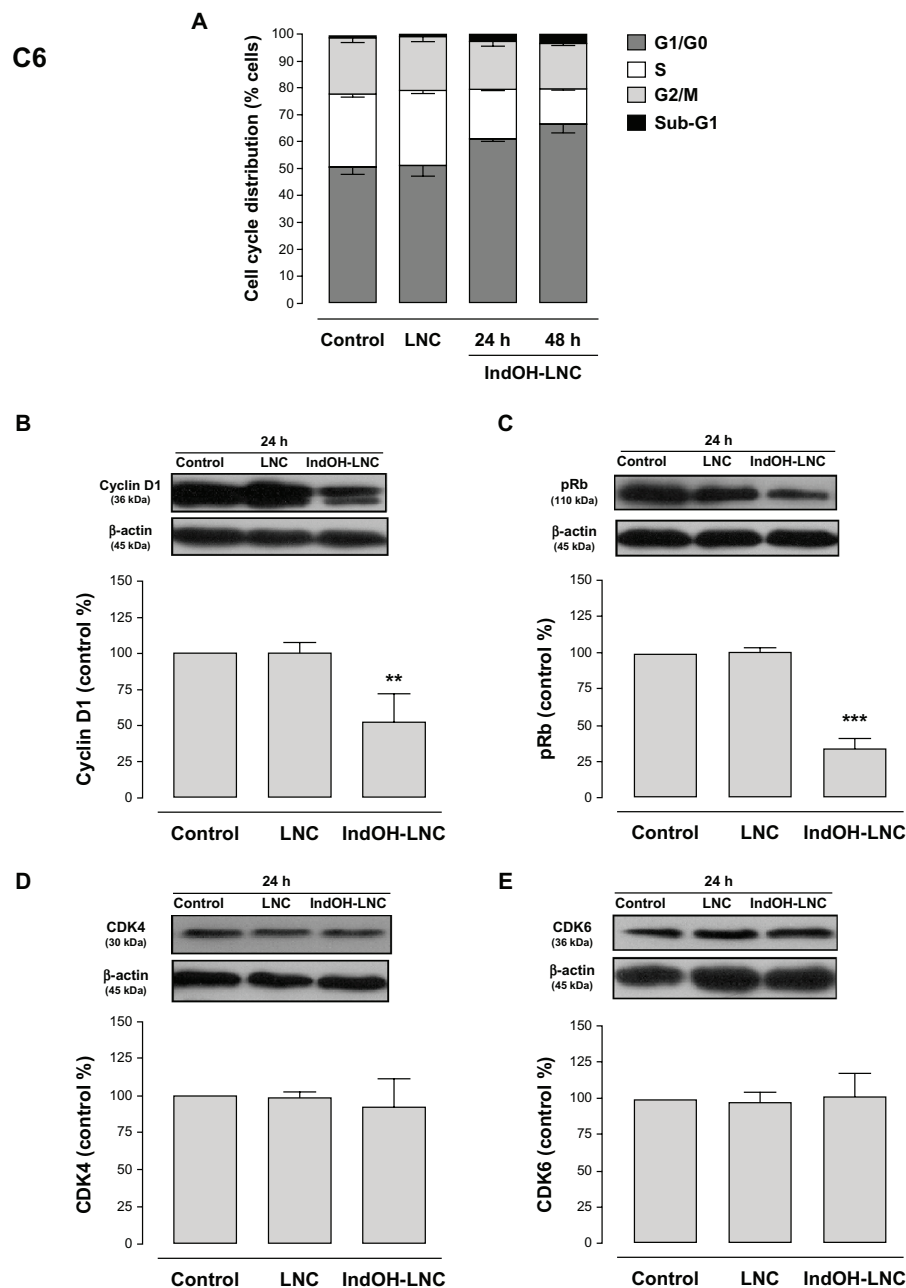 C6
A
Cell cycle distribution (% cells)
100
90
80
70
60
50
40
30
20
10
0
G1/G0
S
G2/M
Sub-G1
Control LNC 24 h 48 h
IndOH-LNC
B
24 h
Control LNC IndOH-LNC
Cyclin D1
(36 kDa)
β-actin
(45 kDa)
Cyclin D1 (control %)
150
125
100
75
50
25
0
**
Control LNC IndOH-LNC
C
24 h
Control LNC IndOH-LNC
pRb
(110 kDa)
β-actin
(45 kDa)
pRb (control %)
150
125
100
75
50
25
0
***
Control LNC IndOH-LNC
D
24 h
Control LNC IndOH-LNC
CDK4
(30 kDa)
β-actin
(45 kDa)
CDK4 (control %)
150
125
100
75
50
25
0
Control LNC IndOH-LNC
E
24 h
Control LNC IndOH-LNC
CDK6
(36 kDa)
β-actin
(45 kDa)
CDK6 (control %)
150
125
100
75
50
25
0
Control LNC IndOH-LNC